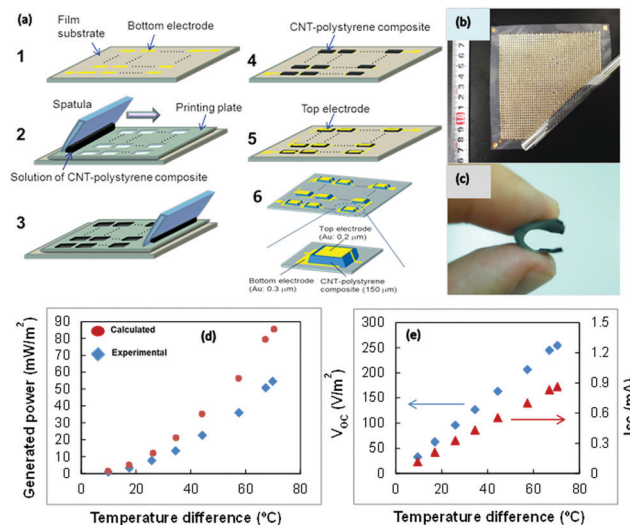 (a)
Film
substrate
Bottom electrode
1
Spatula
Printing plate
2
Solution of CNT-polystyrene composite
3
CNT-polystyrene composite
4
Top electrode
5
6
Top electrode
(Au: 0.2 μm)
Bottom electrode
(Au: 0.3 μm)
CNT-polystyrene
composite (150 μm)
(b)
(c)
(d)
Calculated
Experimental
Generated power (mW/m²)
90
80
70
60
50
40
30
20
10
0
0 20 40 60 80
Temperature difference (°C)
(e)
V_OC (V/m²)
300
250
200
150
100
50
0
1.5
1.2
0.9
0.6
0.3
0
0 20 40 60 80
Temperature difference (°C)